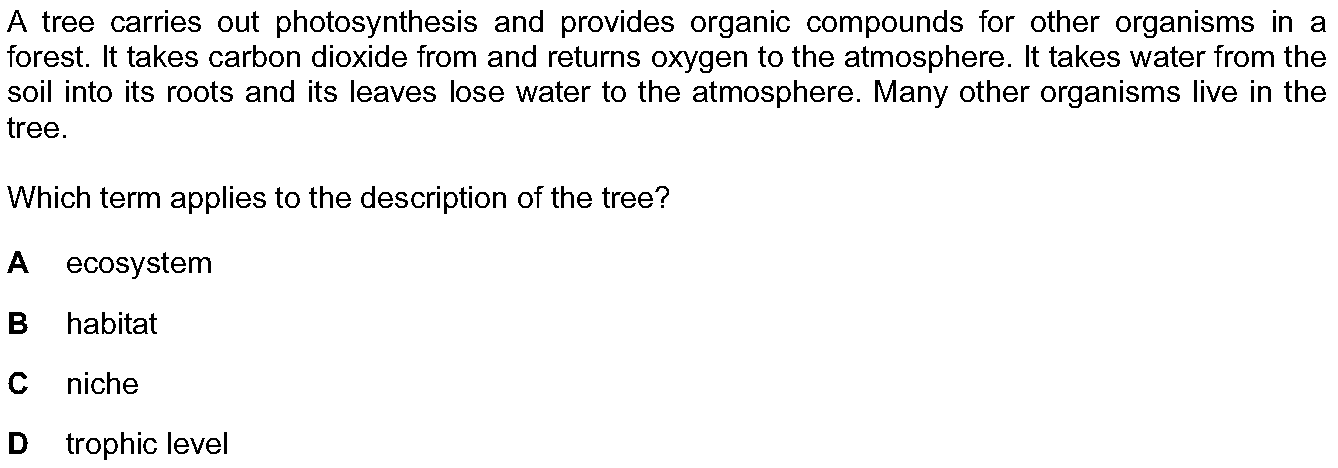 A tree carries out photosynthesis and provides organic compounds for other organisms in a
forest. It takes carbon dioxide from and returns oxygen to the atmosphere. It takes water from the
soil into its roots and its leaves lose water to the atmosphere. Many other organisms live in the
tree.
Which term applies to the description of the tree?
A ecosystem
B habitat
C niche
D trophic level